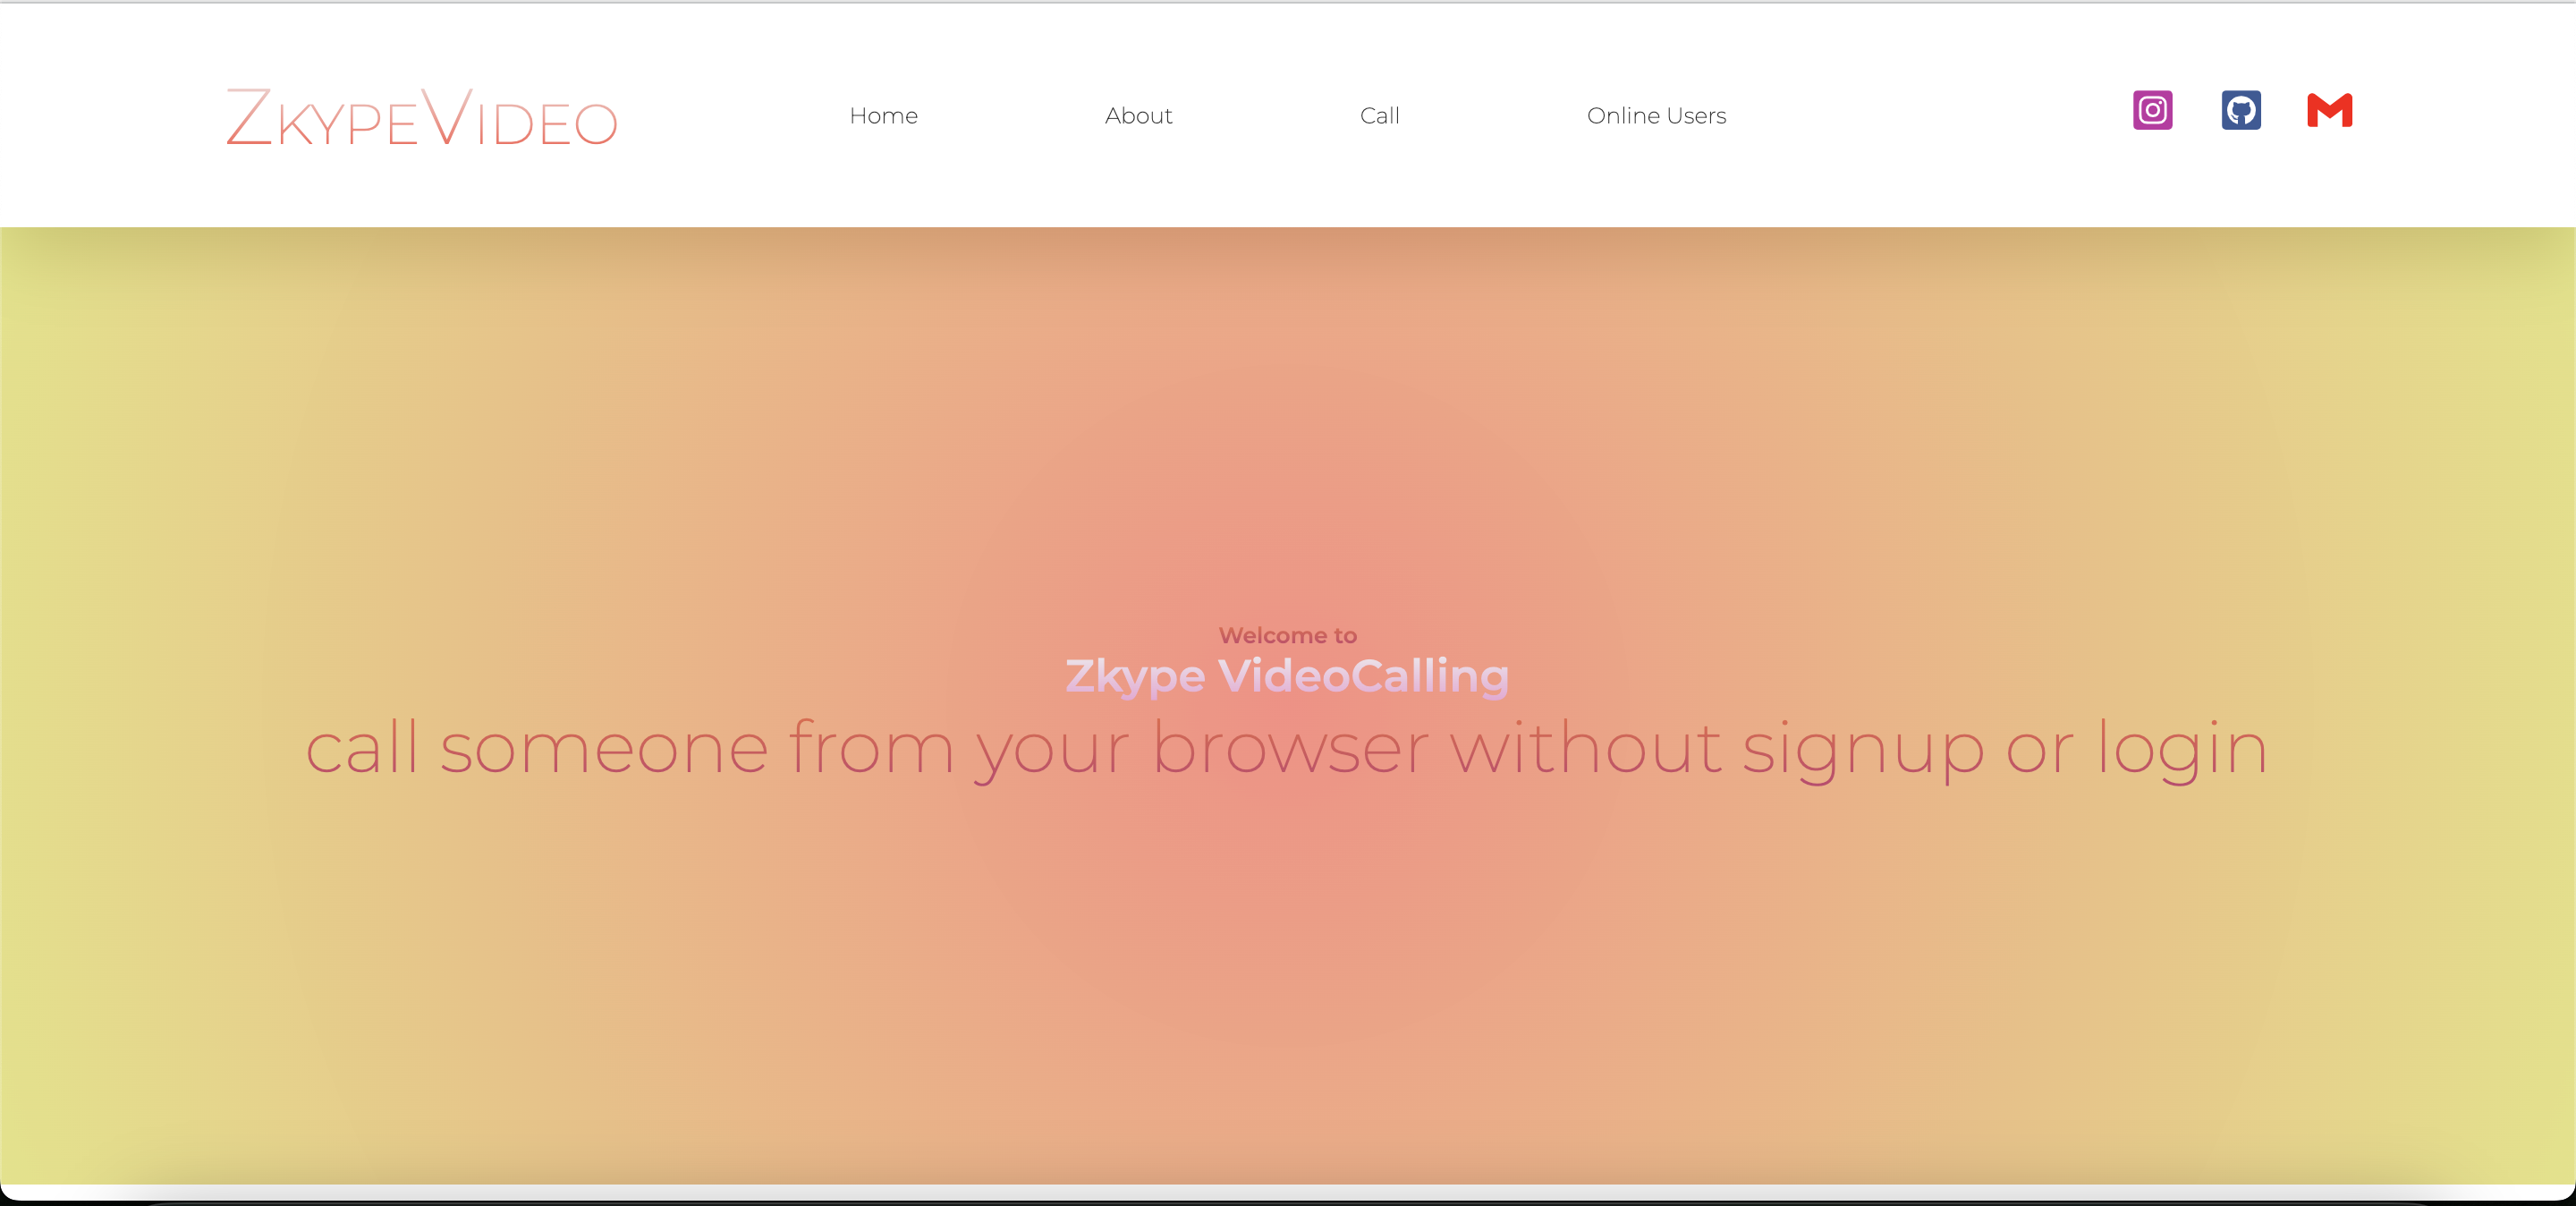 ZkypeVideo
Home About Call Online Users
Welcome to
Zkype VideoCalling
call someone from your browser without signup or login